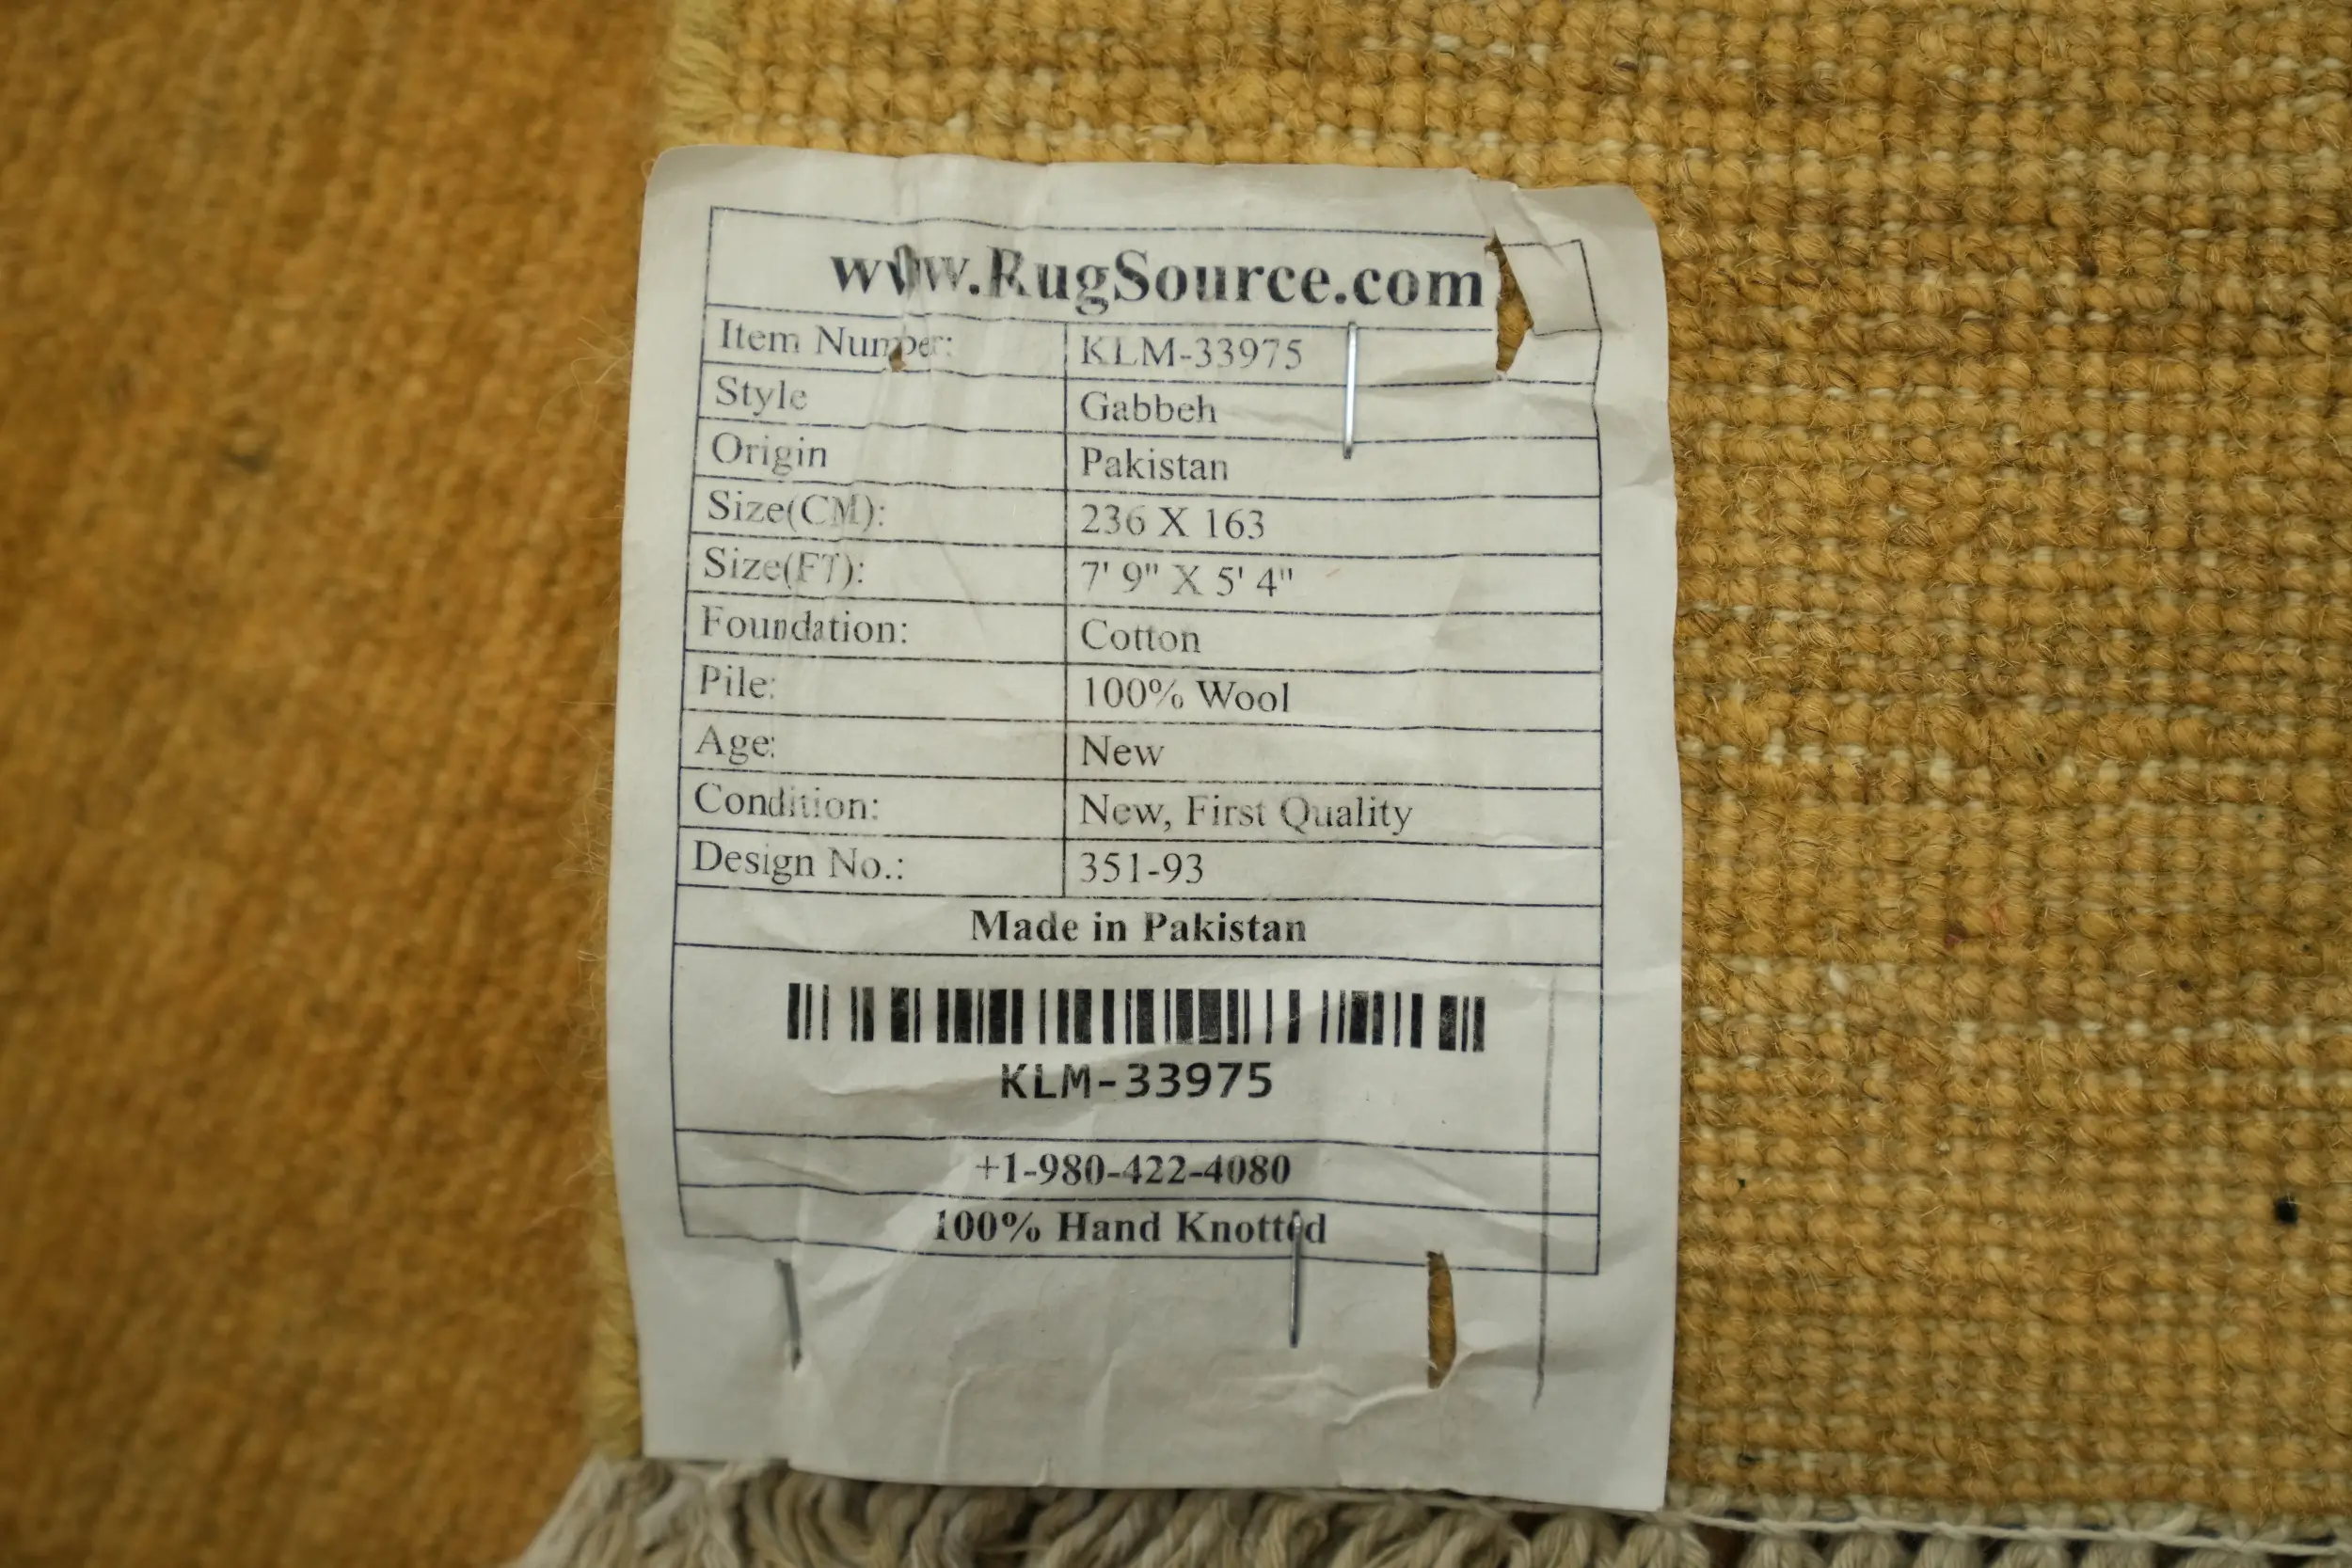 www.RugSource.com
Item Number: KLM-33975
Style Gabbeh
Origin Pakistan
Size(CM): 236 X 163
Size(FT): 7' 9" X 5' 4"
Foundation: Cotton
Pile: 100% Wool
Age: New
Condition: New, First Quality
Design No.: 351-93
Made in Pakistan
KLM-33975
+1-980-422-4080
100% Hand Knotted